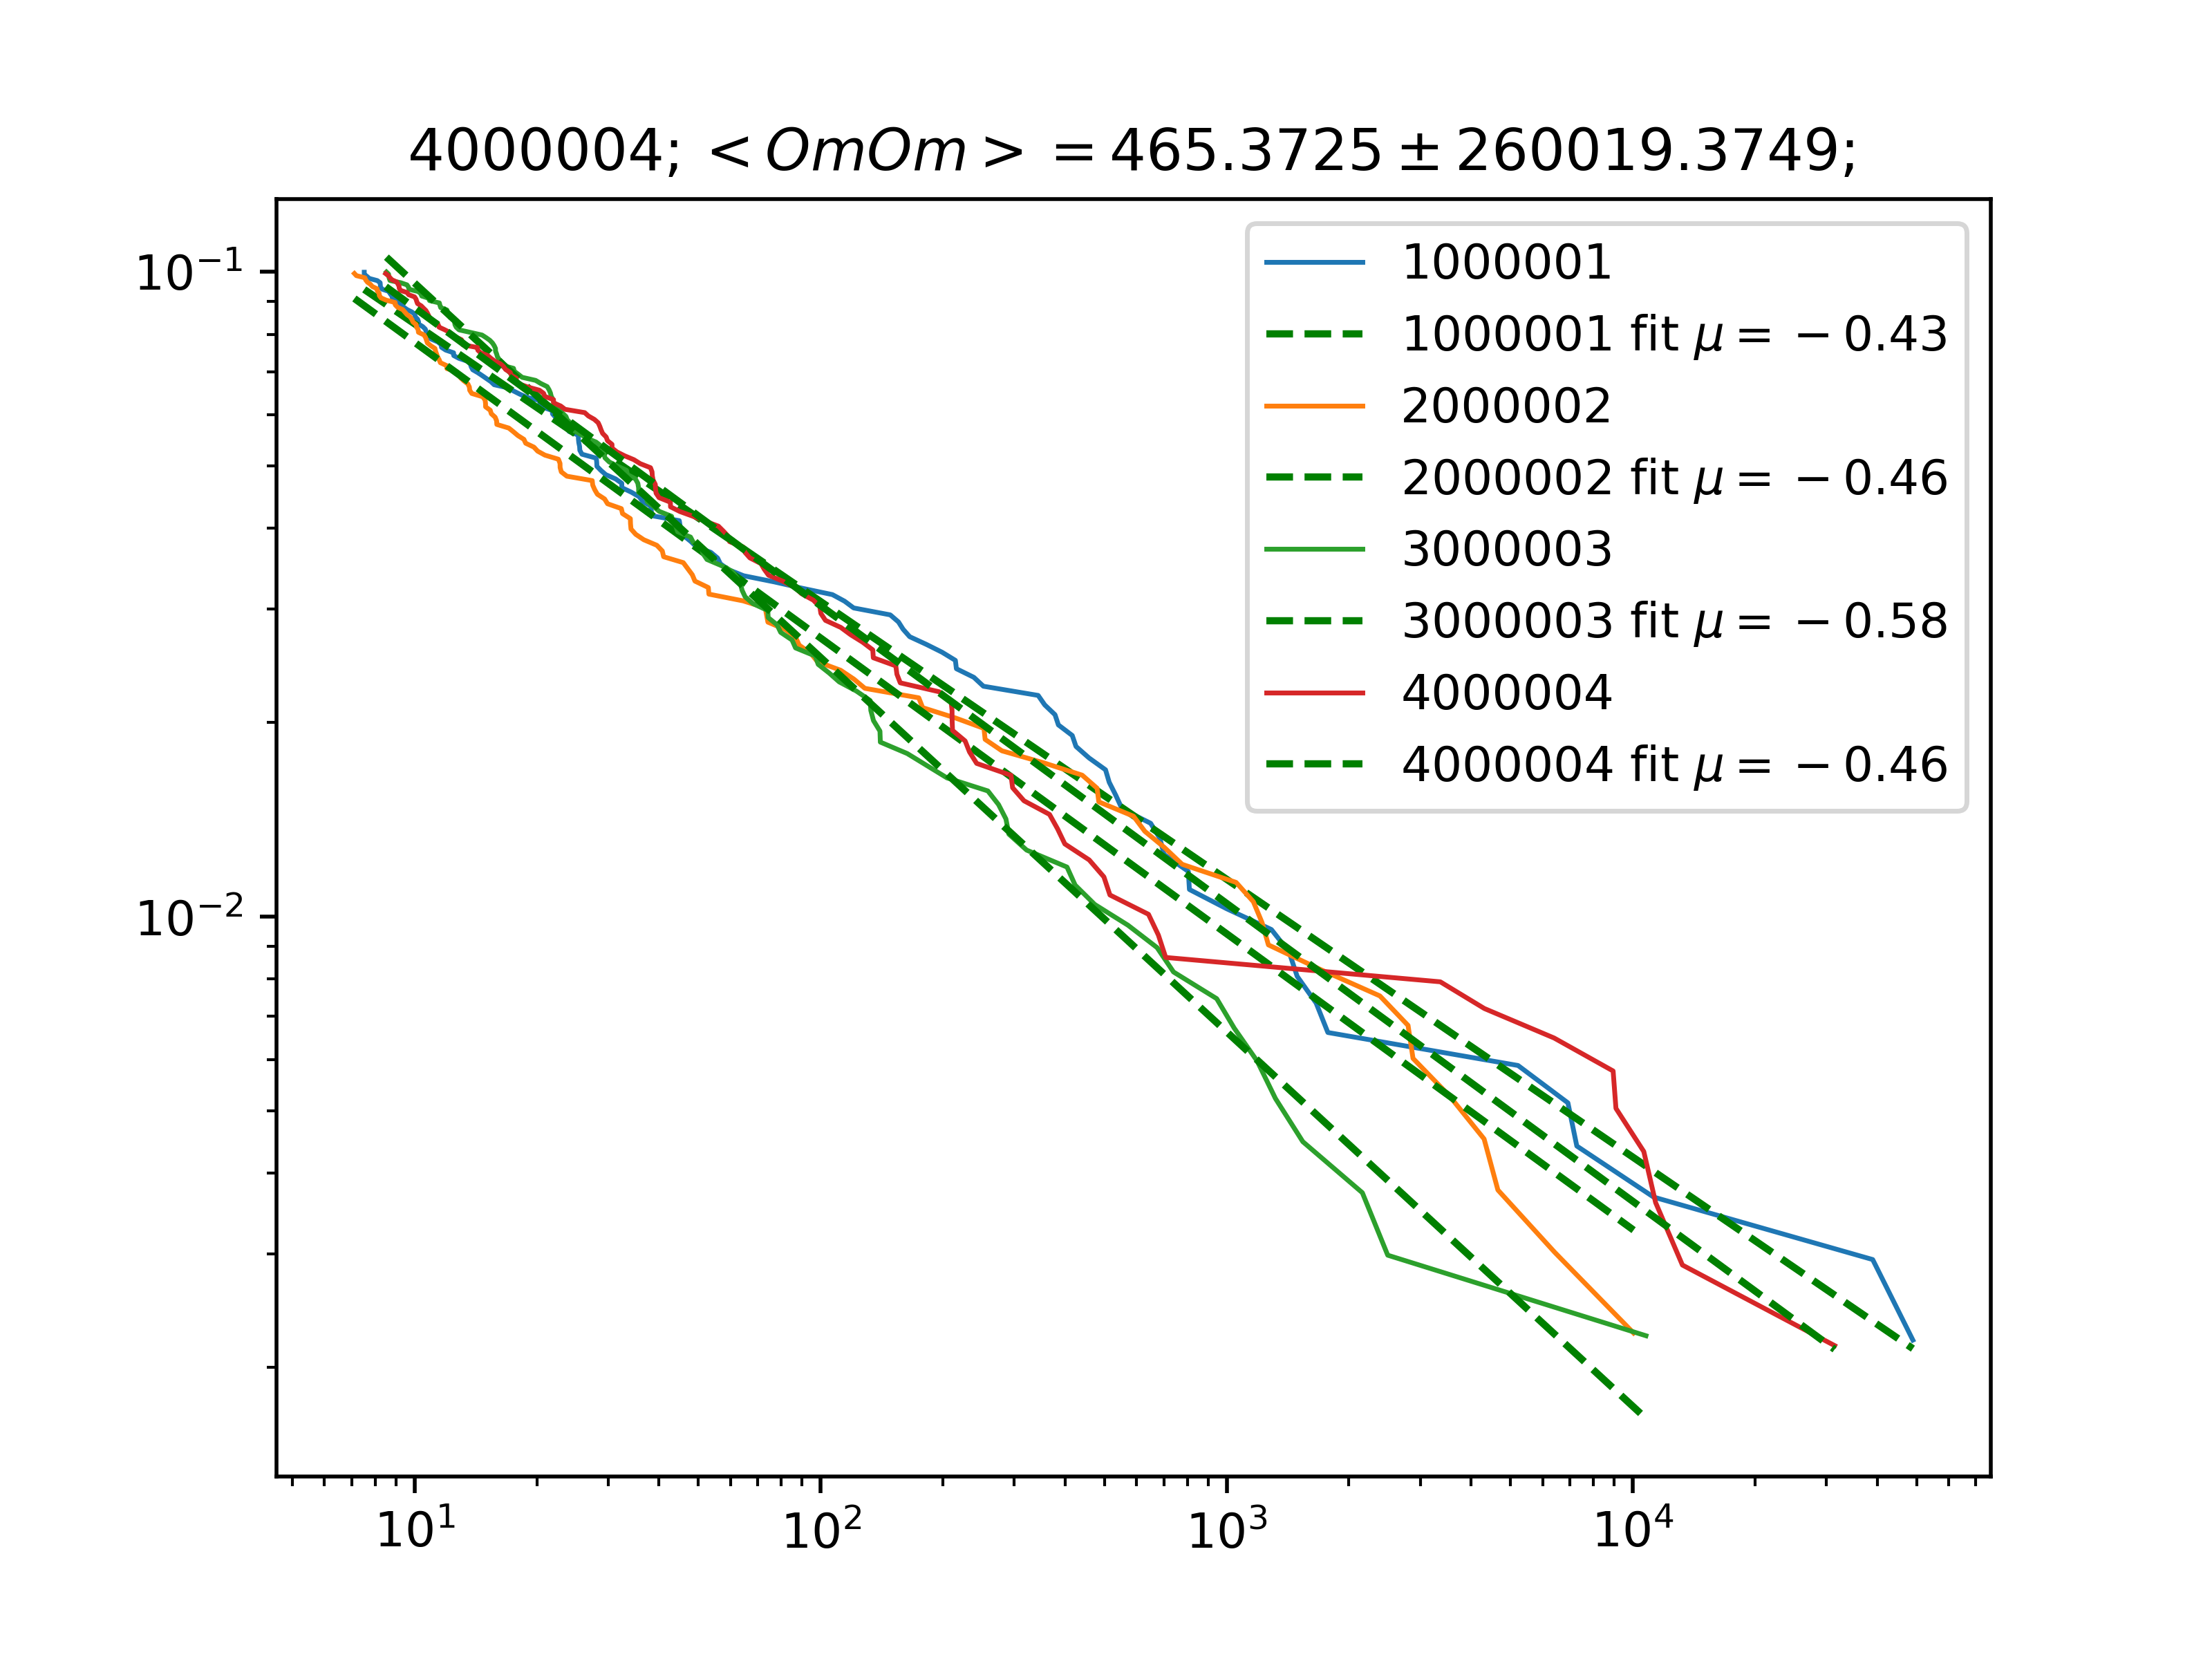 4000004; < OmOm > = 465.3725 ± 260019.3749;
10⁻¹
10⁻²
10¹
10²
10³
10⁴
1000001
1000001 fit μ = − 0.43
2000002
2000002 fit μ = − 0.46
3000003
3000003 fit μ = − 0.58
4000004
4000004 fit μ = − 0.46